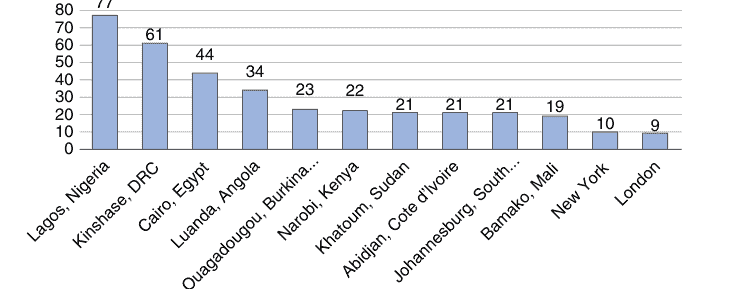 80
77
70
60
50
40
30
20
10
0
61
44
34
23
22
21
21
21
19
10
9
Lagos, Nigeria
Kinshase, DRC
Cairo, Egypt
Luanda, Angola
Ouagadougou, Burkina...
Narobi, Kenya
Khatoum, Sudan
Abidjan, Cote d'Ivoire
Johannesburg, South...
Bamako, Mali
New York
London